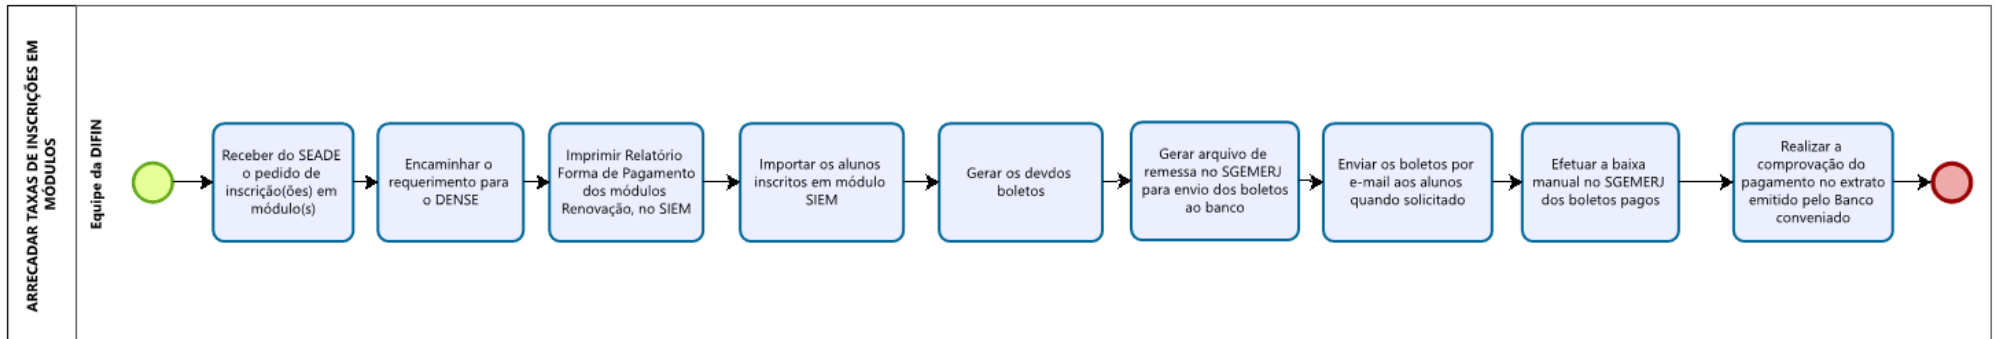 ARRECADAR TAXAS DE INSCRIÇÕES EM
MÓDULOS
Equipe da DIFIN
Receber do SEADE
o pedido de
inscrição(ões) em
módulo(s)
Encaminhar o
requerimento para
o DENSE
Imprimir Relatório
Forma de Pagamento
dos módulos
Renovação, no SIEM
Importar os alunos
inscritos em módulo
SIEM
Gerar os devdos
boletos
Gerar arquivo de
remessa no SGEMERJ
para envio dos boletos
ao banco
Enviar os boletos por
e-mail aos alunos
quando solicitado
Efetuar a baixa
manual no SGEMERJ
dos boletos pagos
Realizar a
comprovação do
pagamento no extrato
emitido pelo Banco
conveniado